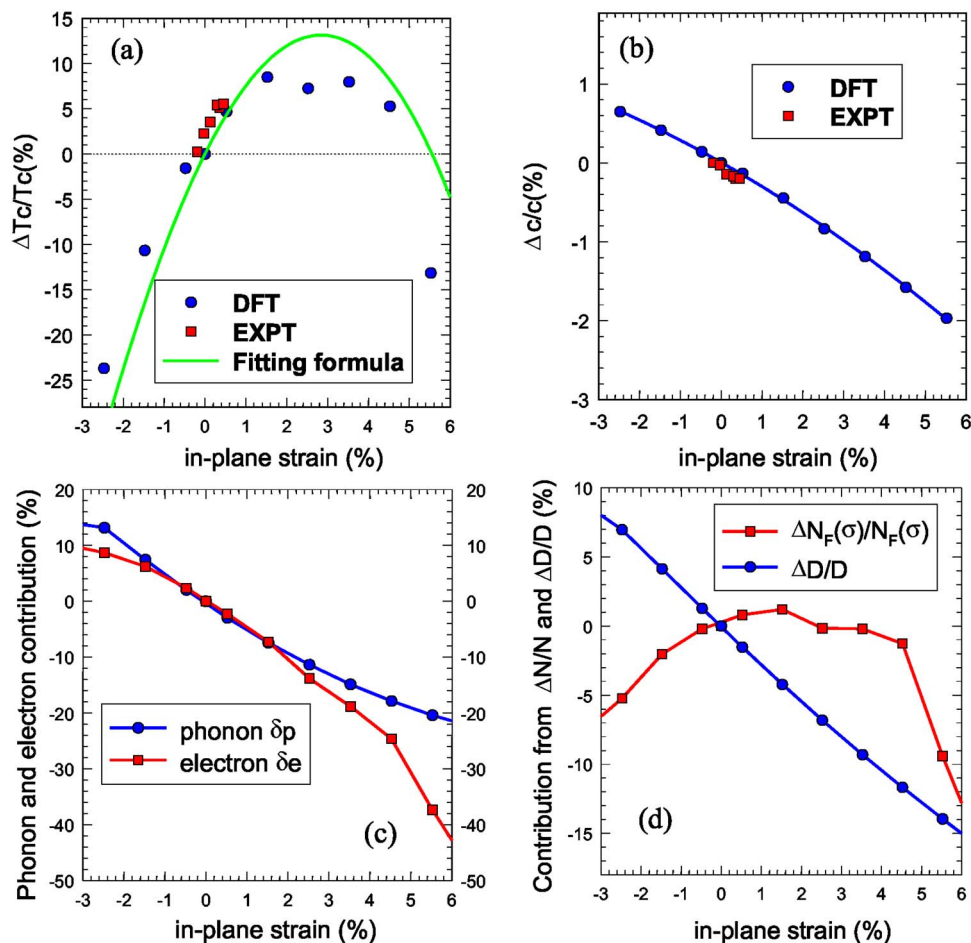 (a)
ΔTc/Tc(%)
15
10
5
0
-5
-10
-15
-20
-25
DFT
EXPT
Fitting formula
-3 -2 -1 0 1 2 3 4 5 6
in-plane strain (%)
(b)
Δc/c(%)
1
0
-1
-2
-3
DFT
EXPT
-3 -2 -1 0 1 2 3 4 5 6
in-plane strain (%)
Phonon and electron contribution (%)
20 20
10 10
0 0
-10 -10
-20 -20
-30 -30
-40 -40
-50 -50
phonon δp
electron δe
(c)
-3 -2 -1 0 1 2 3 4 5 6
in-plane strain (%)
Contribution from ΔN/N and ΔD/D (%)
10
5
0
-5
-10
-15
ΔN_F(σ)/N_F(σ)
ΔD/D
(d)
-3 -2 -1 0 1 2 3 4 5 6
in-plane strain (%)